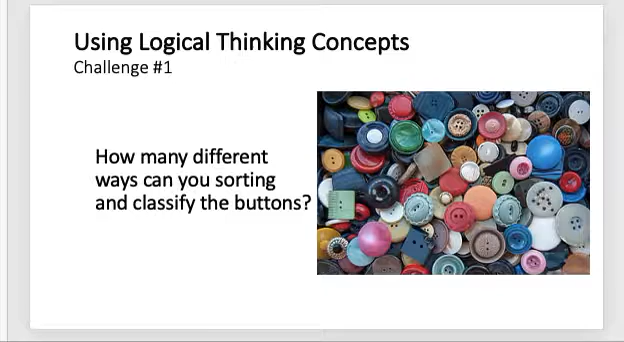 Using Logical Thinking Concepts
Challenge #1
How many different
ways can you sorting
and classify the buttons?